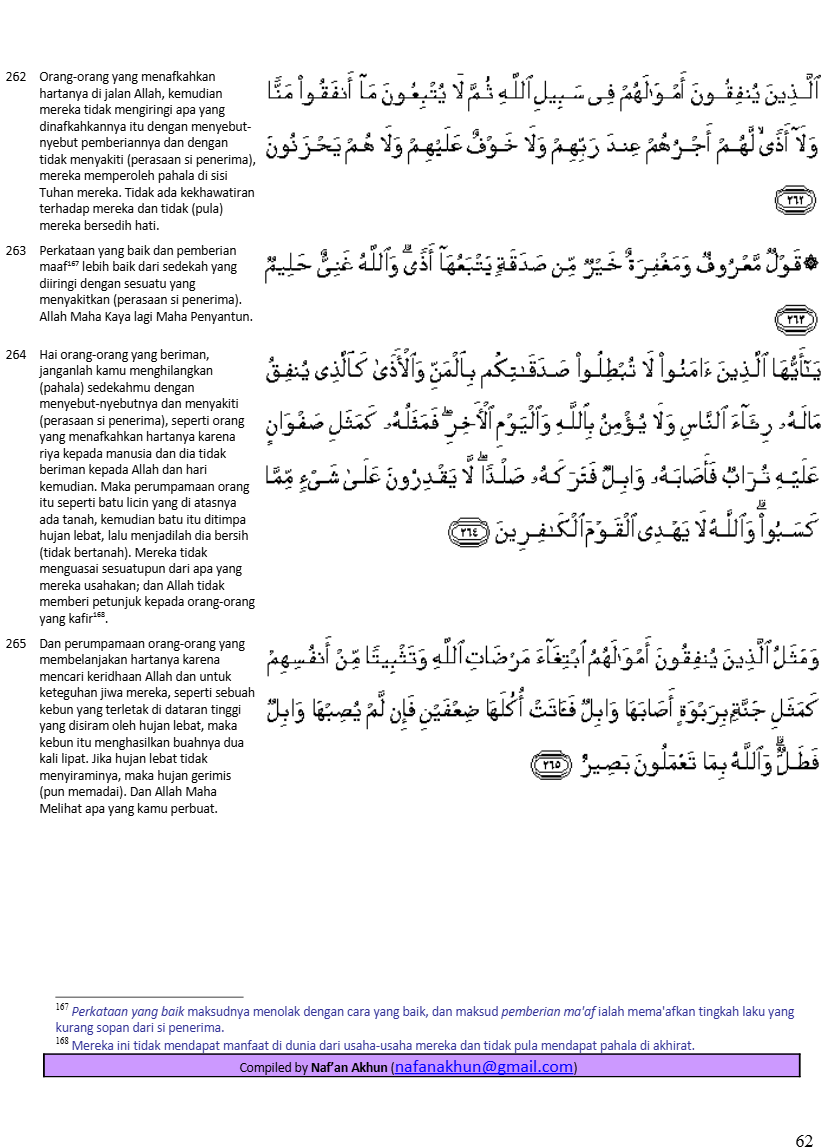 262 Orang-orang yang menafkahkan
hartanya di jalan Allah, kemudian
mereka tidak mengiringi apa yang
dinafkahkannya itu dengan menyebut-
nyebut pemberiannya dan dengan
tidak menyakiti (perasaan si penerima),
mereka memperoleh pahala di sisi
Tuhan mereka. Tidak ada kekhawatiran
terhadap mereka dan tidak (pula)
mereka bersedih hati.
ٱلَّذِينَ يُنفِقُونَ أَمْوَٰلَهُمْ فِى سَبِيلِ ٱللَّهِ ثُمَّ لَا يُتْبِعُونَ مَآ أَنفَقُوا۟ مَنًّا
وَلَآ أَذًى ۙ لَّهُمْ أَجْرُهُمْ عِندَ رَبِّهِمْ وَلَا خَوْفٌ عَلَيْهِمْ وَلَا هُمْ يَحْزَنُونَ
٢٦٢
263 Perkataan yang baik dan pemberian
maaf¹⁶⁷ lebih baik dari sedekah yang
diiringi dengan sesuatu yang
menyakitkan (perasaan si penerima).
Allah Maha Kaya lagi Maha Penyantun.
۞ قَوْلٌ مَّعْرُوفٌ وَمَغْفِرَةٌ خَيْرٌ مِّن صَدَقَةٍ يَتْبَعُهَآ أَذًى ۗ وَٱللَّهُ غَنِىٌّ حَلِيمٌ
٢٦٣
264 Hai orang-orang yang beriman,
janganlah kamu menghilangkan
(pahala) sedekahmu dengan
menyebut-nyebutnya dan menyakiti
(perasaan si penerima), seperti orang
yang menafkahkan hartanya karena
riya kepada manusia dan dia tidak
beriman kepada Allah dan hari
kemudian. Maka perumpamaan orang
itu seperti batu licin yang di atasnya
ada tanah, kemudian batu itu ditimpa
hujan lebat, lalu menjadilah dia bersih
(tidak bertanah). Mereka tidak
menguasai sesuatupun dari apa yang
mereka usahakan; dan Allah tidak
memberi petunjuk kepada orang-orang
yang kafir¹⁶⁸.
يَـٰٓأَيُّهَا ٱلَّذِينَ ءَامَنُوا۟ لَا تُبْطِلُوا۟ صَدَقَـٰتِكُم بِٱلْمَنِّ وَٱلْأَذَىٰ كَٱلَّذِى يُنفِقُ
مَالَهُۥ رِئَآءَ ٱلنَّاسِ وَلَا يُؤْمِنُ بِٱللَّهِ وَٱلْيَوْمِ ٱلْـَٔاخِرِ ۖ فَمَثَلُهُۥ كَمَثَلِ صَفْوَانٍ
عَلَيْهِ تُرَابٌ فَأَصَابَهُۥ وَابِلٌ فَتَرَكَهُۥ صَلْدًا ۖ لَّا يَقْدِرُونَ عَلَىٰ شَىْءٍ مِّمَّا
كَسَبُوا۟ ۗ وَٱللَّهُ لَا يَهْدِى ٱلْقَوْمَ ٱلْكَـٰفِرِينَ ٢٦٤
265 Dan perumpamaan orang-orang yang
membelanjakan hartanya karena
mencari keridhaan Allah dan untuk
keteguhan jiwa mereka, seperti sebuah
kebun yang terletak di dataran tinggi
yang disiram oleh hujan lebat, maka
kebun itu menghasilkan buahnya dua
kali lipat. Jika hujan lebat tidak
menyiraminya, maka hujan gerimis
(pun memadai). Dan Allah Maha
Melihat apa yang kamu perbuat.
وَمَثَلُ ٱلَّذِينَ يُنفِقُونَ أَمْوَٰلَهُمُ ٱبْتِغَآءَ مَرْضَاتِ ٱللَّهِ وَتَثْبِيتًا مِّنْ أَنفُسِهِمْ
كَمَثَلِ جَنَّةٍۭ بِرَبْوَةٍ أَصَابَهَا وَابِلٌ فَـَٔاتَتْ أُكُلَهَا ضِعْفَيْنِ فَإِن لَّمْ يُصِبْهَا وَابِلٌ
فَطَلٌّ ۗ وَٱللَّهُ بِمَا تَعْمَلُونَ بَصِيرٌ ٢٦٥
¹⁶⁷ Perkataan yang baik maksudnya menolak dengan cara yang baik, dan maksud pemberian ma'af ialah mema'afkan tingkah laku yang
kurang sopan dari si penerima.
¹⁶⁸ Mereka ini tidak mendapat manfaat di dunia dari usaha-usaha mereka dan tidak pula mendapat pahala di akhirat.
Compiled by Naf’an Akhun (nafanakhun@gmail.com)
62